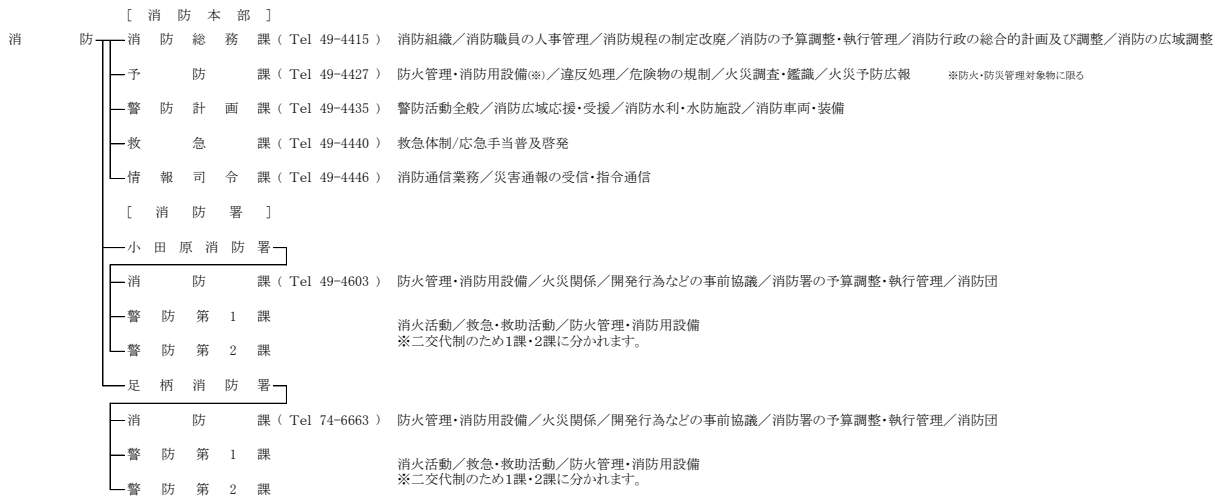 ［ 消 防 本 部 ］
消 防 消 防 総 務 課 ( Tel 49-4415 ) 消防組織／消防職員の人事管理／消防規程の制定改廃／消防の予算調整・執行管理／消防行政の総合的計画及び調整／消防の広域調整
予 防 課 ( Tel 49-4427 ) 防火管理・消防用設備(※)／違反処理／危険物の規制／火災調査・鑑識／火災予防広報 ※防火・防災管理対象物に限る
警 防 計 画 課 ( Tel 49-4435 ) 警防活動全般／消防広域応援・受援／消防水利・水防施設／消防車両・装備
救 急 課 ( Tel 49-4440 ) 救急体制/応急手当普及啓発
情 報 司 令 課 ( Tel 49-4446 ) 消防通信業務／災害通報の受信・指令通信
［ 消 防 署 ］
小 田 原 消 防 署
消 防 課 ( Tel 49-4603 ) 防火管理・消防用設備／火災関係／開発行為などの事前協議／消防署の予算調整・執行管理／消防団
警 防 第 1 課
消火活動／救急・救助活動／防火管理・消防用設備
※二交代制のため1課・2課に分かれます。
警 防 第 2 課
足 柄 消 防 署
消 防 課 ( Tel 74-6663 ) 防火管理・消防用設備／火災関係／開発行為などの事前協議／消防署の予算調整・執行管理／消防団
警 防 第 1 課
消火活動／救急・救助活動／防火管理・消防用設備
※二交代制のため1課・2課に分かれます。
警 防 第 2 課